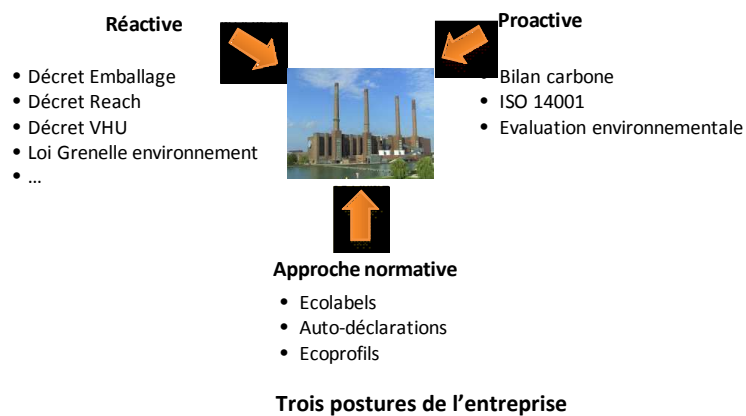 Réactive
• Décret Emballage
• Décret Reach
• Décret VHU
• Loi Grenelle environnement
• ...
Proactive
• Bilan carbone
• ISO 14001
• Evaluation environnementale
Approche normative
• Ecolabels
• Auto-déclarations
• Ecoprofils
Trois postures de l’entreprise